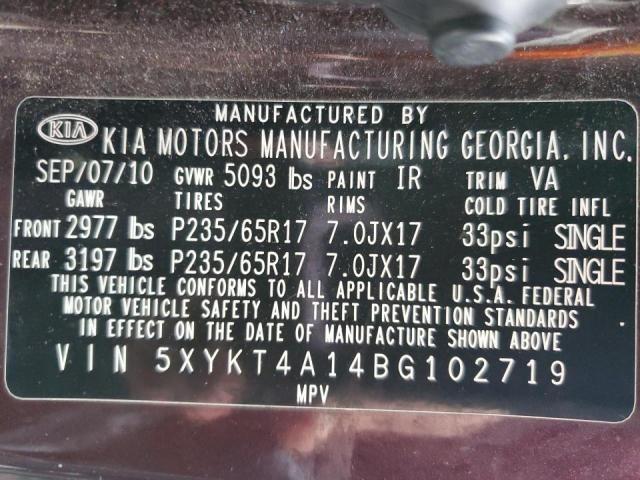 MANUFACTURED BY
KIA KIA MOTORS MANUFACTURING GEORGIA, INC.
SEP/07/10 GVWR 5093 lbs PAINT IR TRIM VA
GAWR TIRES RIMS COLD TIRE INFL
FRONT 2977 lbs P235/65R17 7.0JX17 33psi SINGLE
REAR 3197 lbs P235/65R17 7.0JX17 33psi SINGLE
THIS VEHICLE CONFORMS TO ALL APPLICABLE U.S.A. FEDERAL
MOTOR VEHICLE SAFETY AND THEFT PREVENTION STANDARDS
IN EFFECT ON THE DATE OF MANUFACTURE SHOWN ABOVE
VIN 5XYKT4A14BG102719
MPV